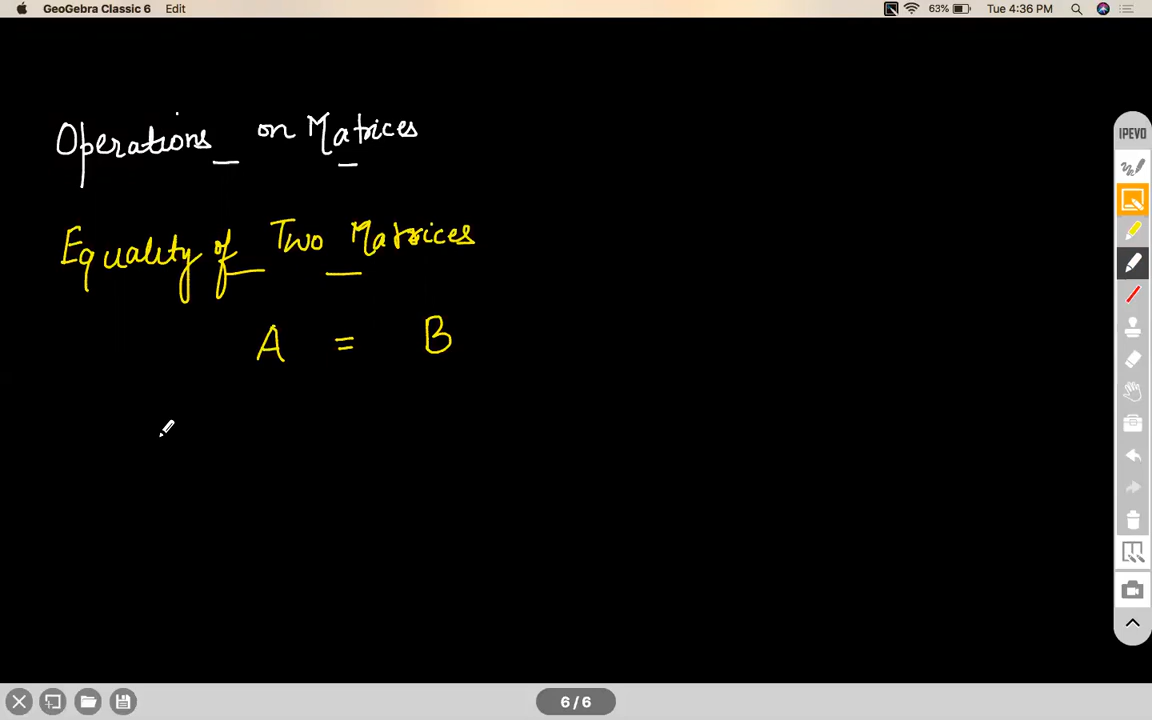 GeoGebra Classic 6 Edit 63% Tue 4:36 PM
Operations on Matrices
IPEVO
Equality of Two Matrices
A = B
6 / 6